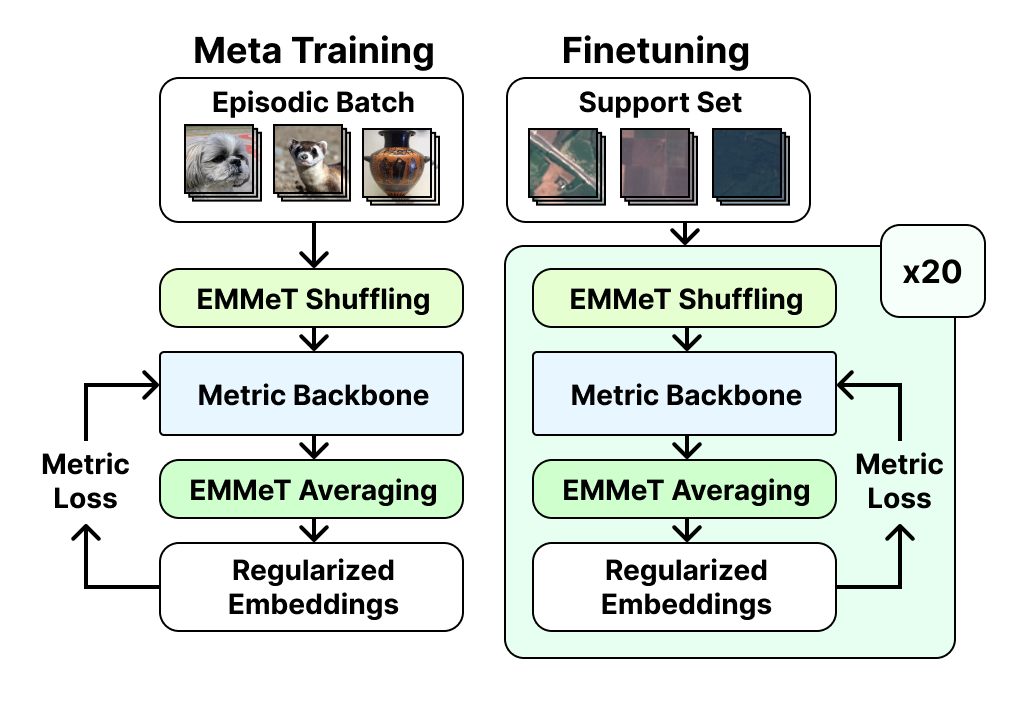 Meta Training
Episodic Batch
EMMeT Shuffling
Metric Backbone
Metric
Loss
EMMeT Averaging
Regularized
Embeddings
Finetuning
Support Set
x20
EMMeT Shuffling
Metric Backbone
Metric
Loss
EMMeT Averaging
Regularized
Embeddings